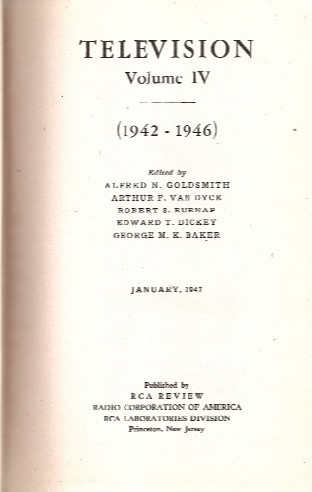 TELEVISION
Volume IV
(1942 - 1946)
Edited by
ALFRED N. GOLDSMITH
ARTHUR F. VAN DYCK
ROBERT S. BURNAP
EDWARD T. DICKEY
GEORGE M. K. BAKER
JANUARY, 1947
Published by
RCA REVIEW
RADIO CORPORATION OF AMERICA
RCA LABORATORIES DIVISION
Princeton, New Jersey